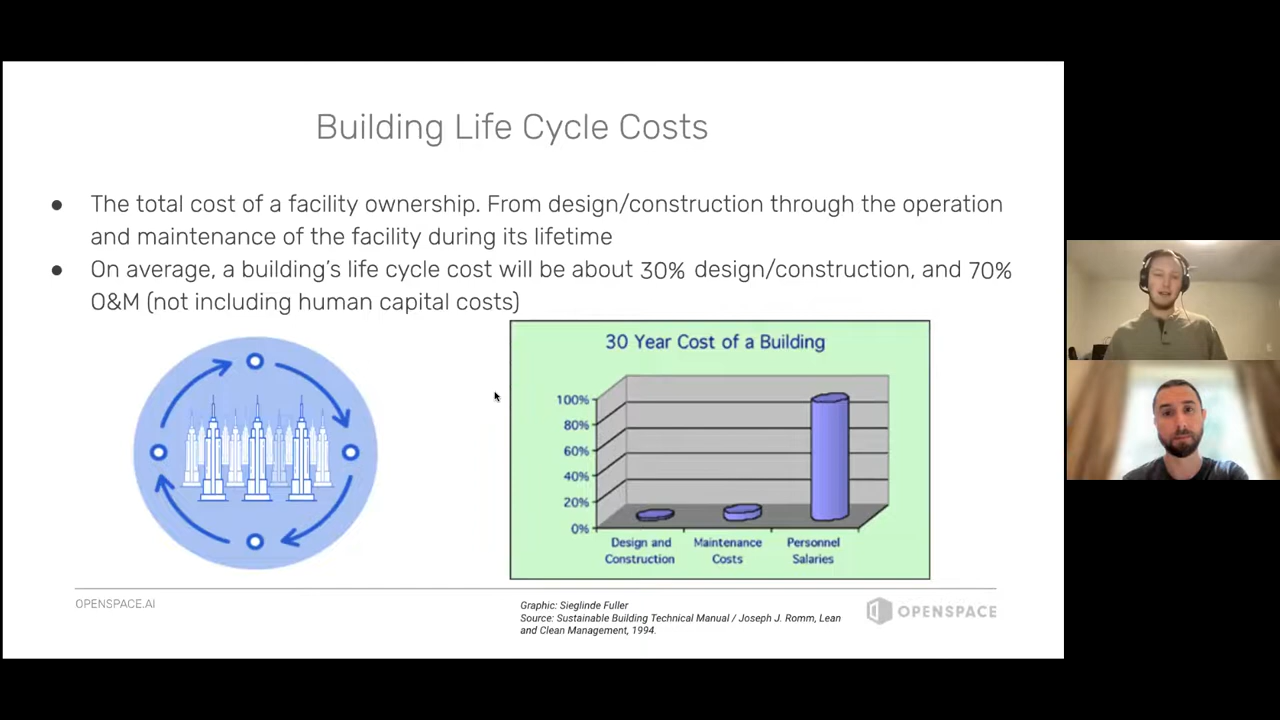 Building Life Cycle Costs
● The total cost of a facility ownership. From design/construction through the operation
and maintenance of the facility during its lifetime
● On average, a building's life cycle cost will be about 30% design/construction, and 70%
O&M (not including human capital costs)
30 Year Cost of a Building
100%
80%
60%
40%
20%
0%
Design and
Construction
Maintenance
Costs
Personnel
Salaries
OPENSPACE.AI
Graphic: Sieglinde Fuller
Source: Sustainable Building Technical Manual / Joseph J. Romm, Lean
and Clean Management, 1994.
OPENSPACE